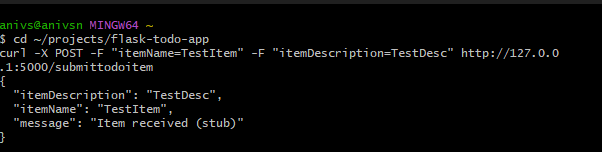 anivs@anivsn MINGW64 ~
$ cd ~/projects/flask-todo-app
curl -X POST -F "itemName=TestItem" -F "itemDescription=TestDesc" http://127.0.0
.1:5000/submittodoitem
{
  "itemDescription": "TestDesc",
  "itemName": "TestItem",
  "message": "Item received (stub)"
}